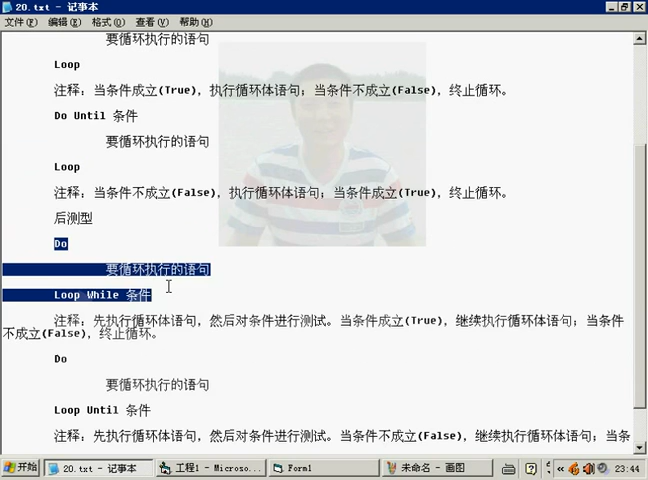 20.txt - 记事本
文件(F) 编辑(E) 格式(O) 查看(V) 帮助(H)
要循环执行的语句
Loop
注释：当条件成立(True)，执行循环体语句；当条件不成立(False)，终止循环。
Do Until 条件
要循环执行的语句
Loop
注释：当条件不成立(False)，执行循环体语句；当条件成立(True)，终止循环。
后测型
Do
要循环执行的语句
Loop While 条件
注释：先执行循环体语句，然后对条件进行测试。当条件成立(True)，继续执行循环体语句；当条件
不成立(False)，终止循环。
Do
要循环执行的语句
Loop Until 条件
注释：先执行循环体语句，然后对条件进行测试。当条件不成立(False)，继续执行循环体语句；当条
开始 20.txt - 记事本 工程1 - Microso... Form1 未命名 - 画图 23:44